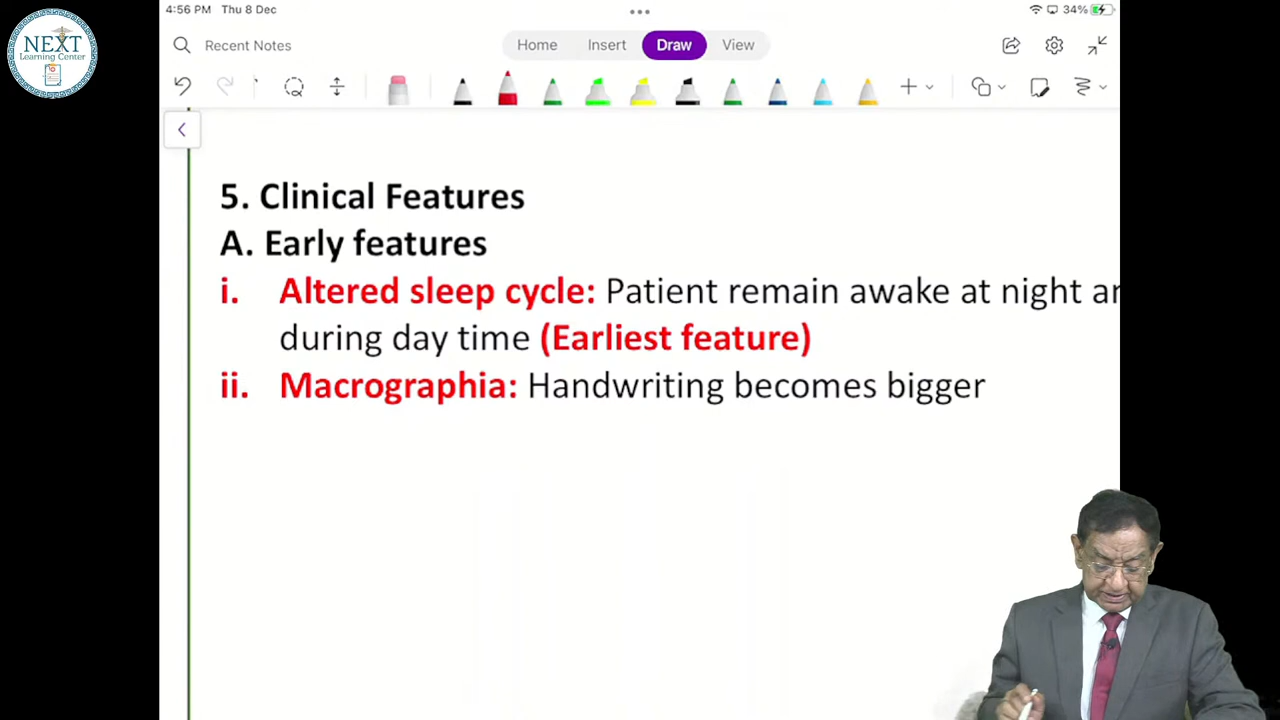 4:56 PM Thu 8 Dec
34%
NEXT
Learning Center
Recent Notes
Home
Insert
Draw
View
5. Clinical Features
A. Early features
i. Altered sleep cycle: Patient remain awake at night
during day time (Earliest feature)
ii. Macrographia: Handwriting becomes bigger